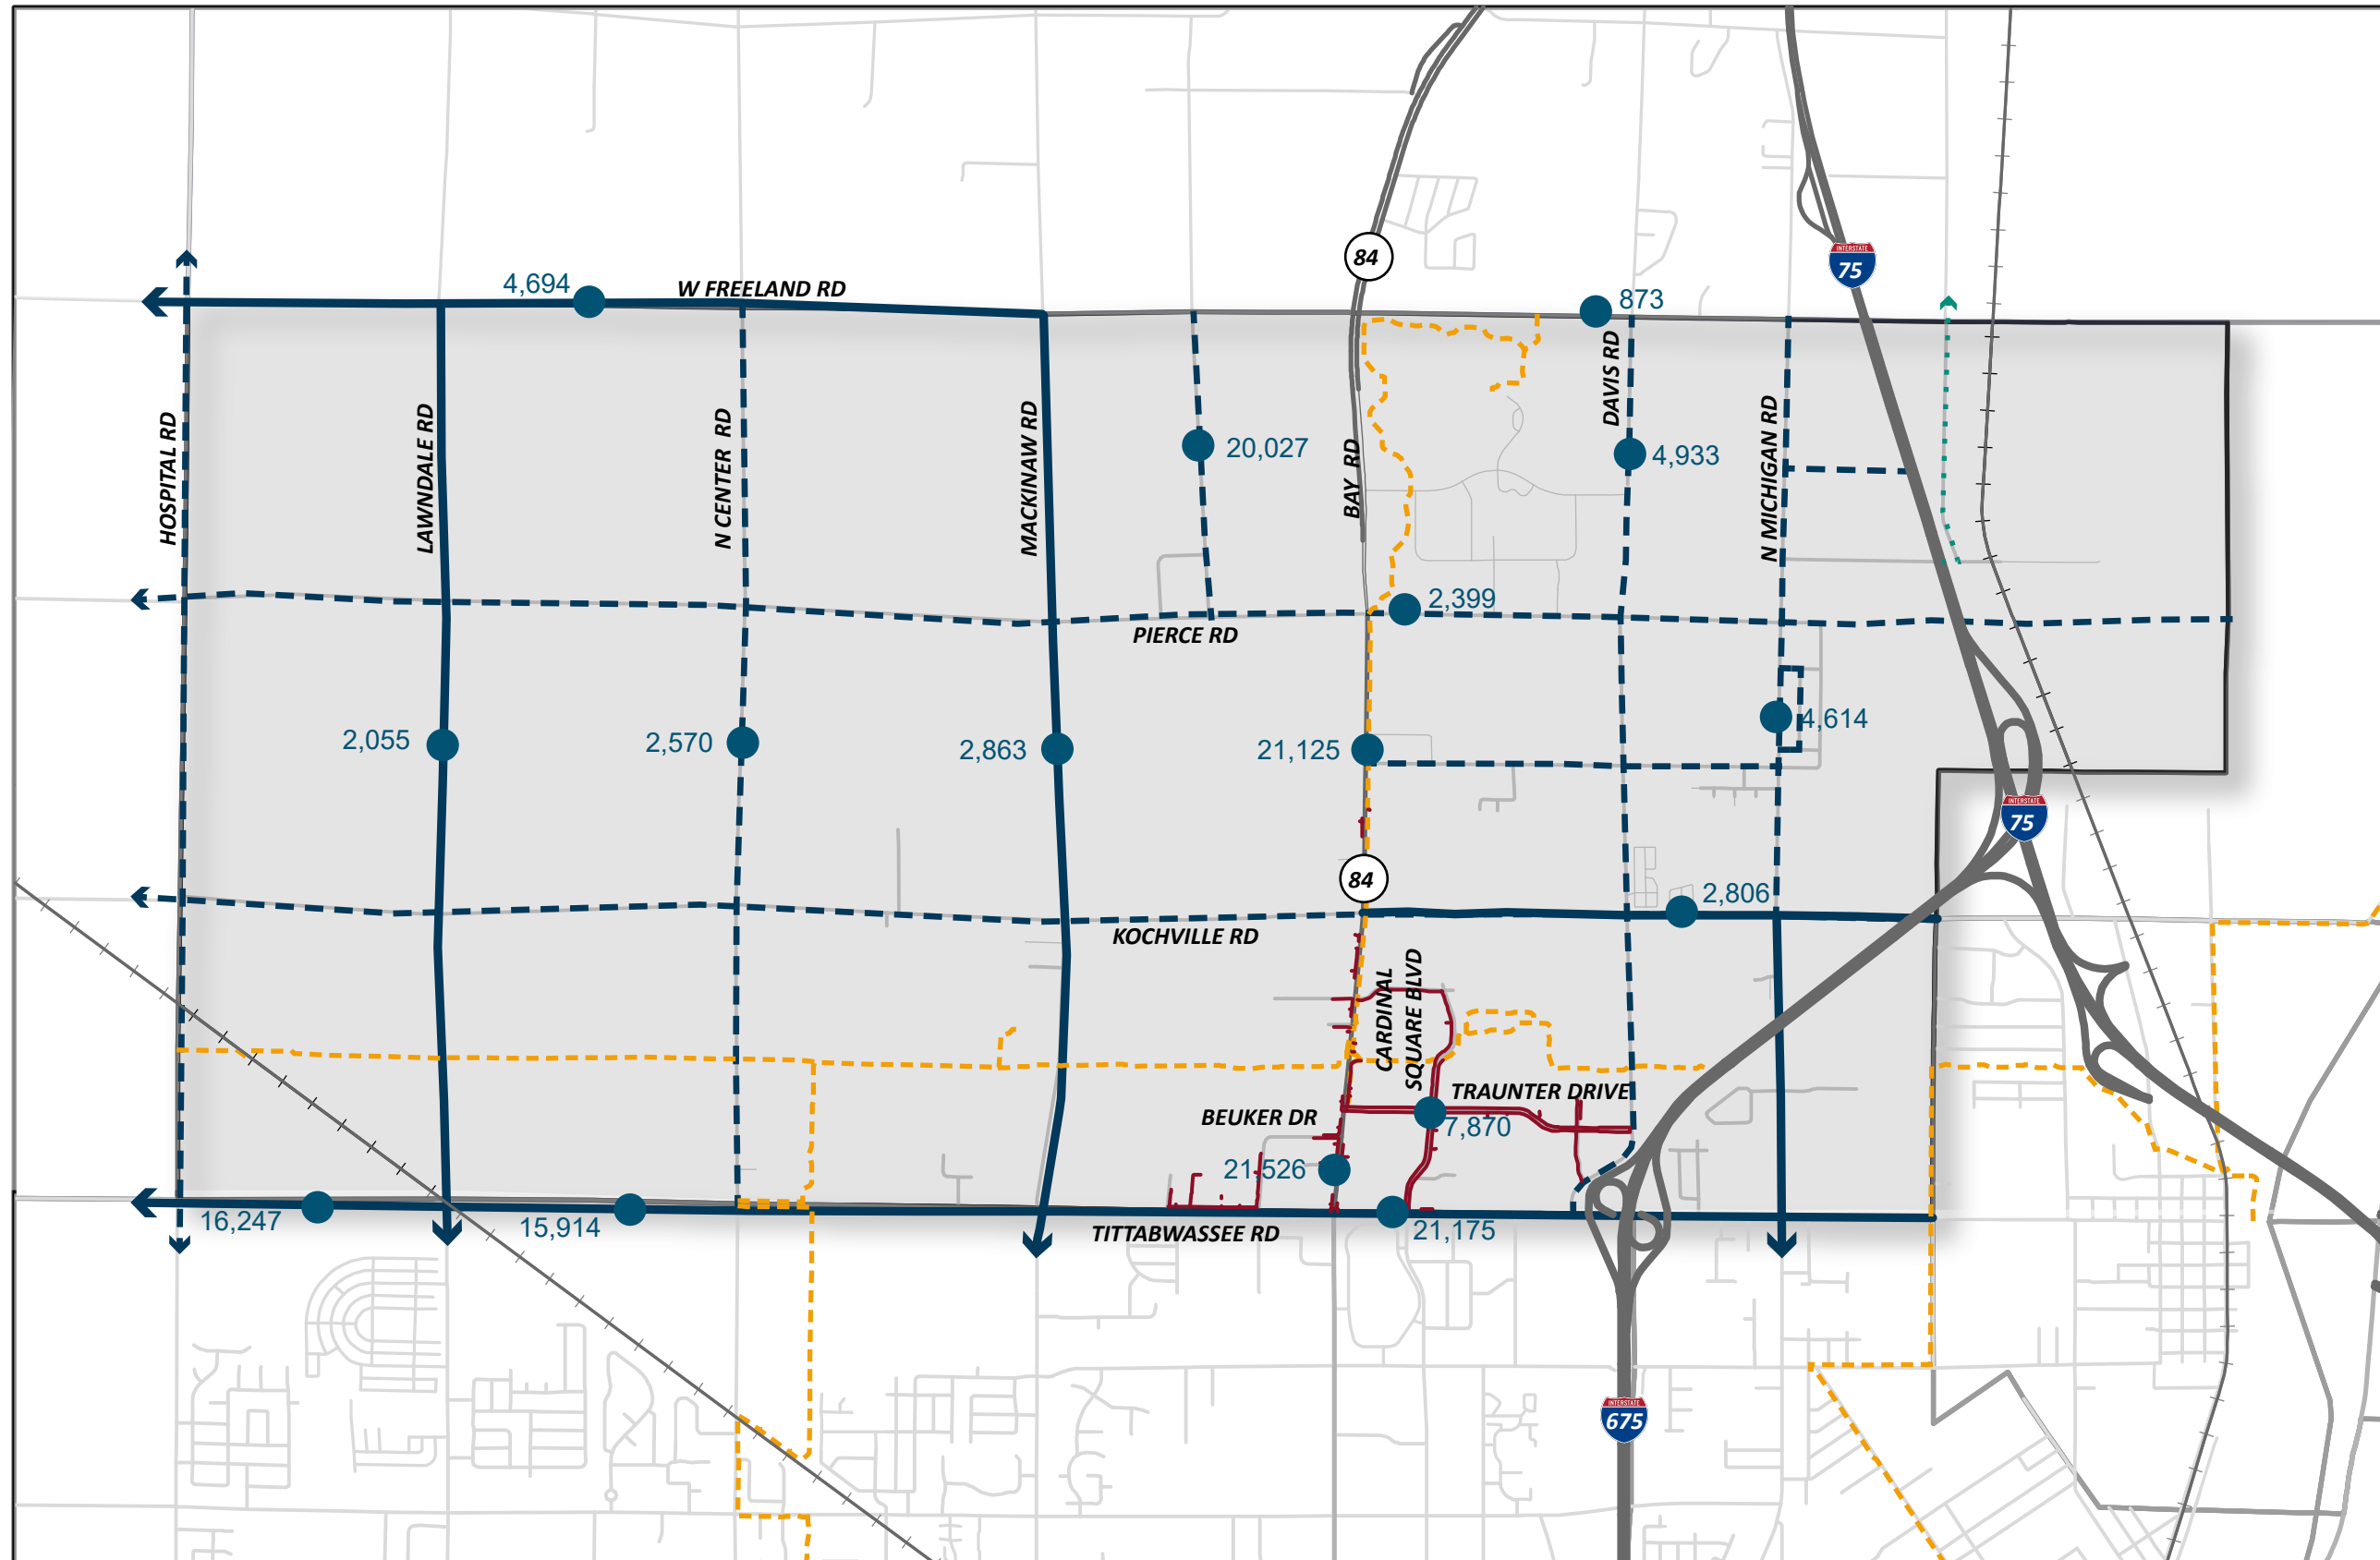 84
INTERSTATE
75
4,694
W FREELAND RD
873
HOSPITAL RD
LAWNDALE RD
N CENTER RD
MACKINAW RD
20,027
BAY RD
DAVIS RD
4,933
N MICHIGAN RD
2,399
PIERCE RD
2,055
2,570
2,863
21,125
4,614
INTERSTATE
75
84
2,806
KOCHVILLE RD
CARDINAL
SQUARE BLVD
TRAUNTER DRIVE
BEUKER DR
7,870
21,526
16,247
15,914
TITTABWASSEE RD
21,175
INTERSTATE
675